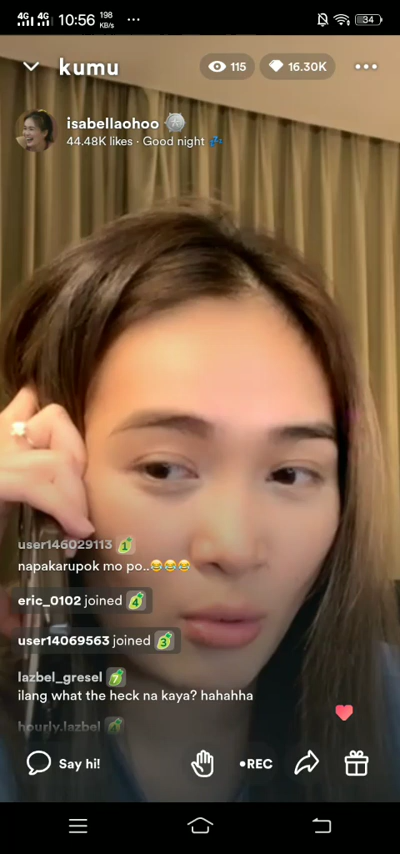 4G 4G 10:56 198 KB/s ... 34
kumu 115 16.30K
isabellaohoo
44.48K likes · Good night 💤
user146029113 1
napakarupok mo po..😂😂😂
eric_0102 joined 4
user14069563 joined 3
lazbel_gresel 7
ilang what the heck na kaya? hahahha
hourly.lazbel 4
Say hi! •REC